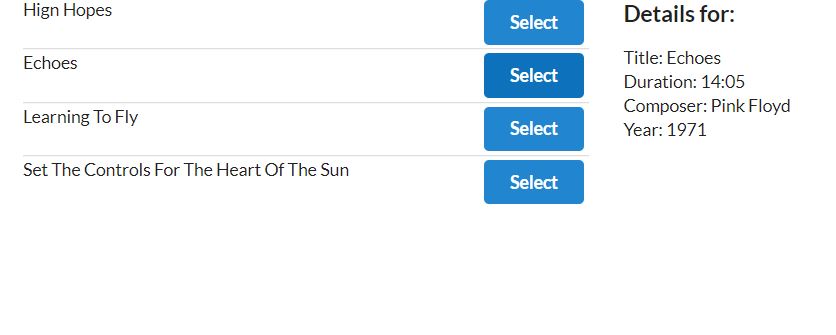 Hign Hopes
Select
Echoes
Select
Learning To Fly
Select
Set The Controls For The Heart Of The Sun
Select
Details for:
Title: Echoes
Duration: 14:05
Composer: Pink Floyd
Year: 1971